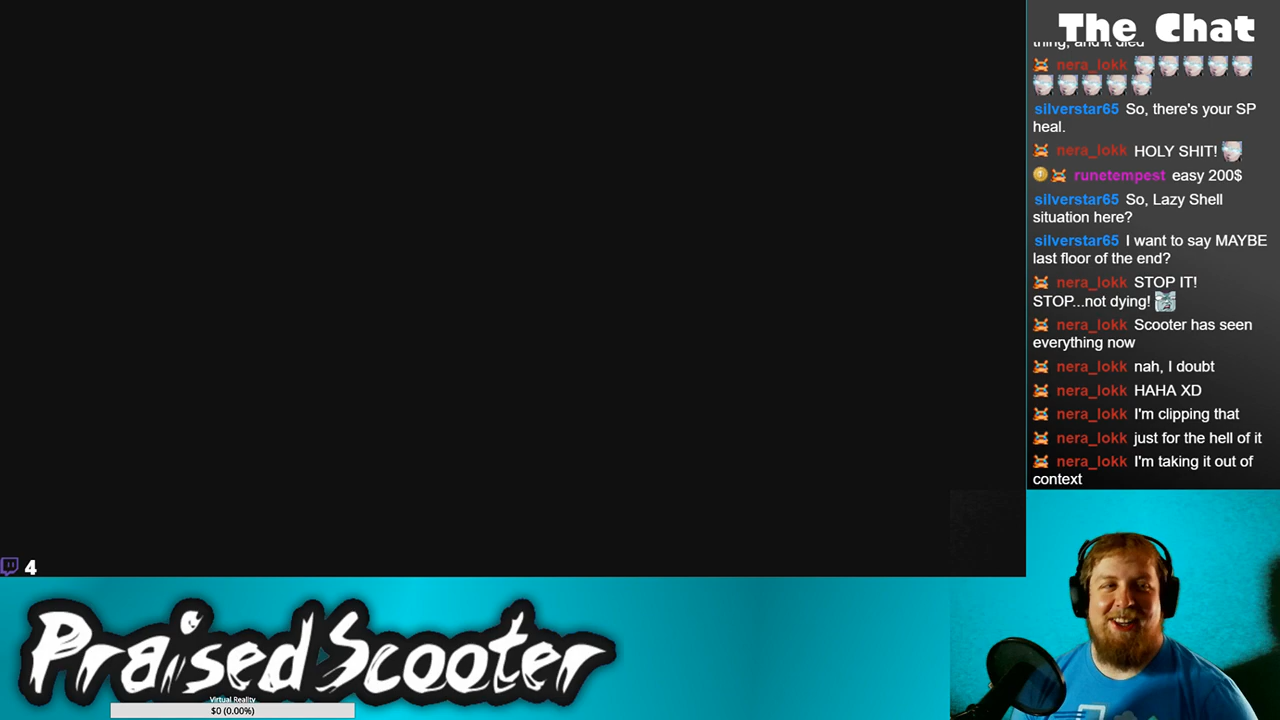 The Chat
thing, and it died
nera_lokk
silverstar65 So, there's your SP
heal.
nera_lokk HOLY SHIT!
runetempest easy 200$
silverstar65 So, Lazy Shell
situation here?
silverstar65 I want to say MAYBE
last floor of the end?
nera_lokk STOP IT!
STOP...not dying!
nera_lokk Scooter has seen
everything now
nera_lokk nah, I doubt
nera_lokk HAHA XD
nera_lokk I'm clipping that
nera_lokk just for the hell of it
nera_lokk I'm taking it out of
context
4
PraisedScooter
Virtual Reality
$0 (0.00%)